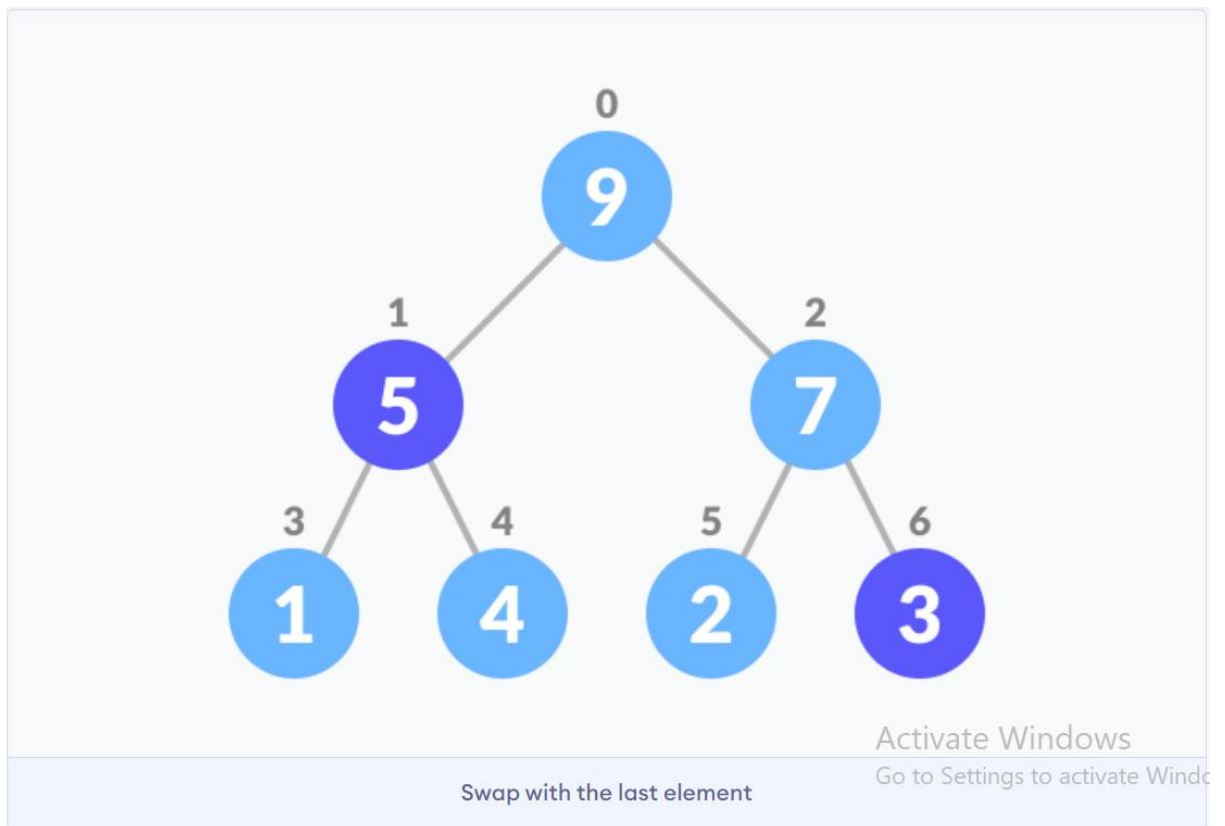 0
9
1 2
5 7
3 4 5 6
1 4 2 3
Activate Windows
Go to Settings to activate
Swap with the last element